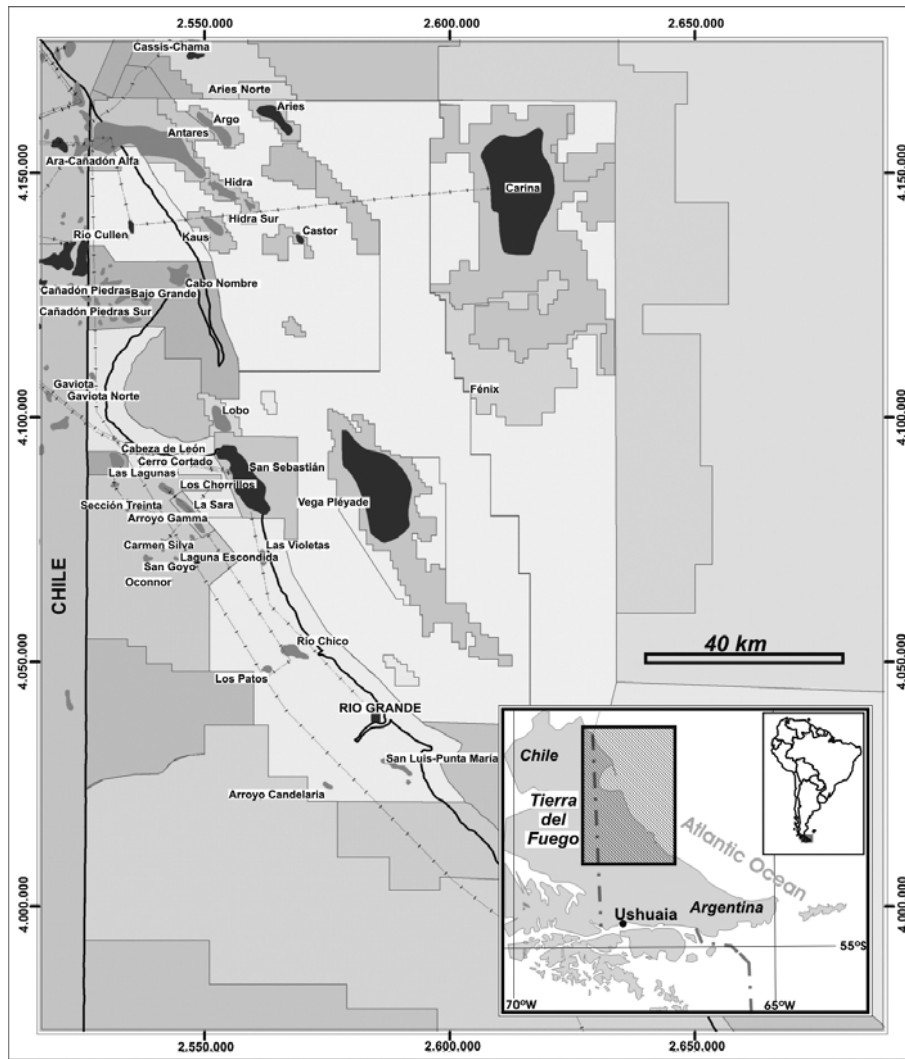 2.550.000
2.600.000
2.650.000
Cassis-Chama
Aries Norte
Argo
Aries
Antares
Ara-Cañadón Alfa
4.150.000
4.150.000
Hidra
Carina
Hidra Sur
Río Cullen
Kaus
Castor
Cabo Nombre
Cañadón Piedras
Bajo Grande
Cañadón Piedras Sur
Gaviota
Gaviota Norte
Fénix
4.100.000
4.100.000
Lobo
Cabeza de León
Cerro Cortado
San Sebastián
Las Lagunas
Los Chorrillos
Vega Pléyade
Sección Treinta
La Sara
Arroyo Gamma
Carmen Silva
Las Violetas
Laguna Escondida
San Goyo
Oconnor
CHILE
Río Chico
40 km
4.050.000
4.050.000
Los Patos
RIO GRANDE
San Luis-Punta María
Arroyo Candelaria
Chile
Tierra
del
Fuego
Atlantic Ocean
Argentina
Ushuaia
55ºS
70ºW
65ºW
4.000.000
4.000.000
2.550.000
2.600.000
2.650.000